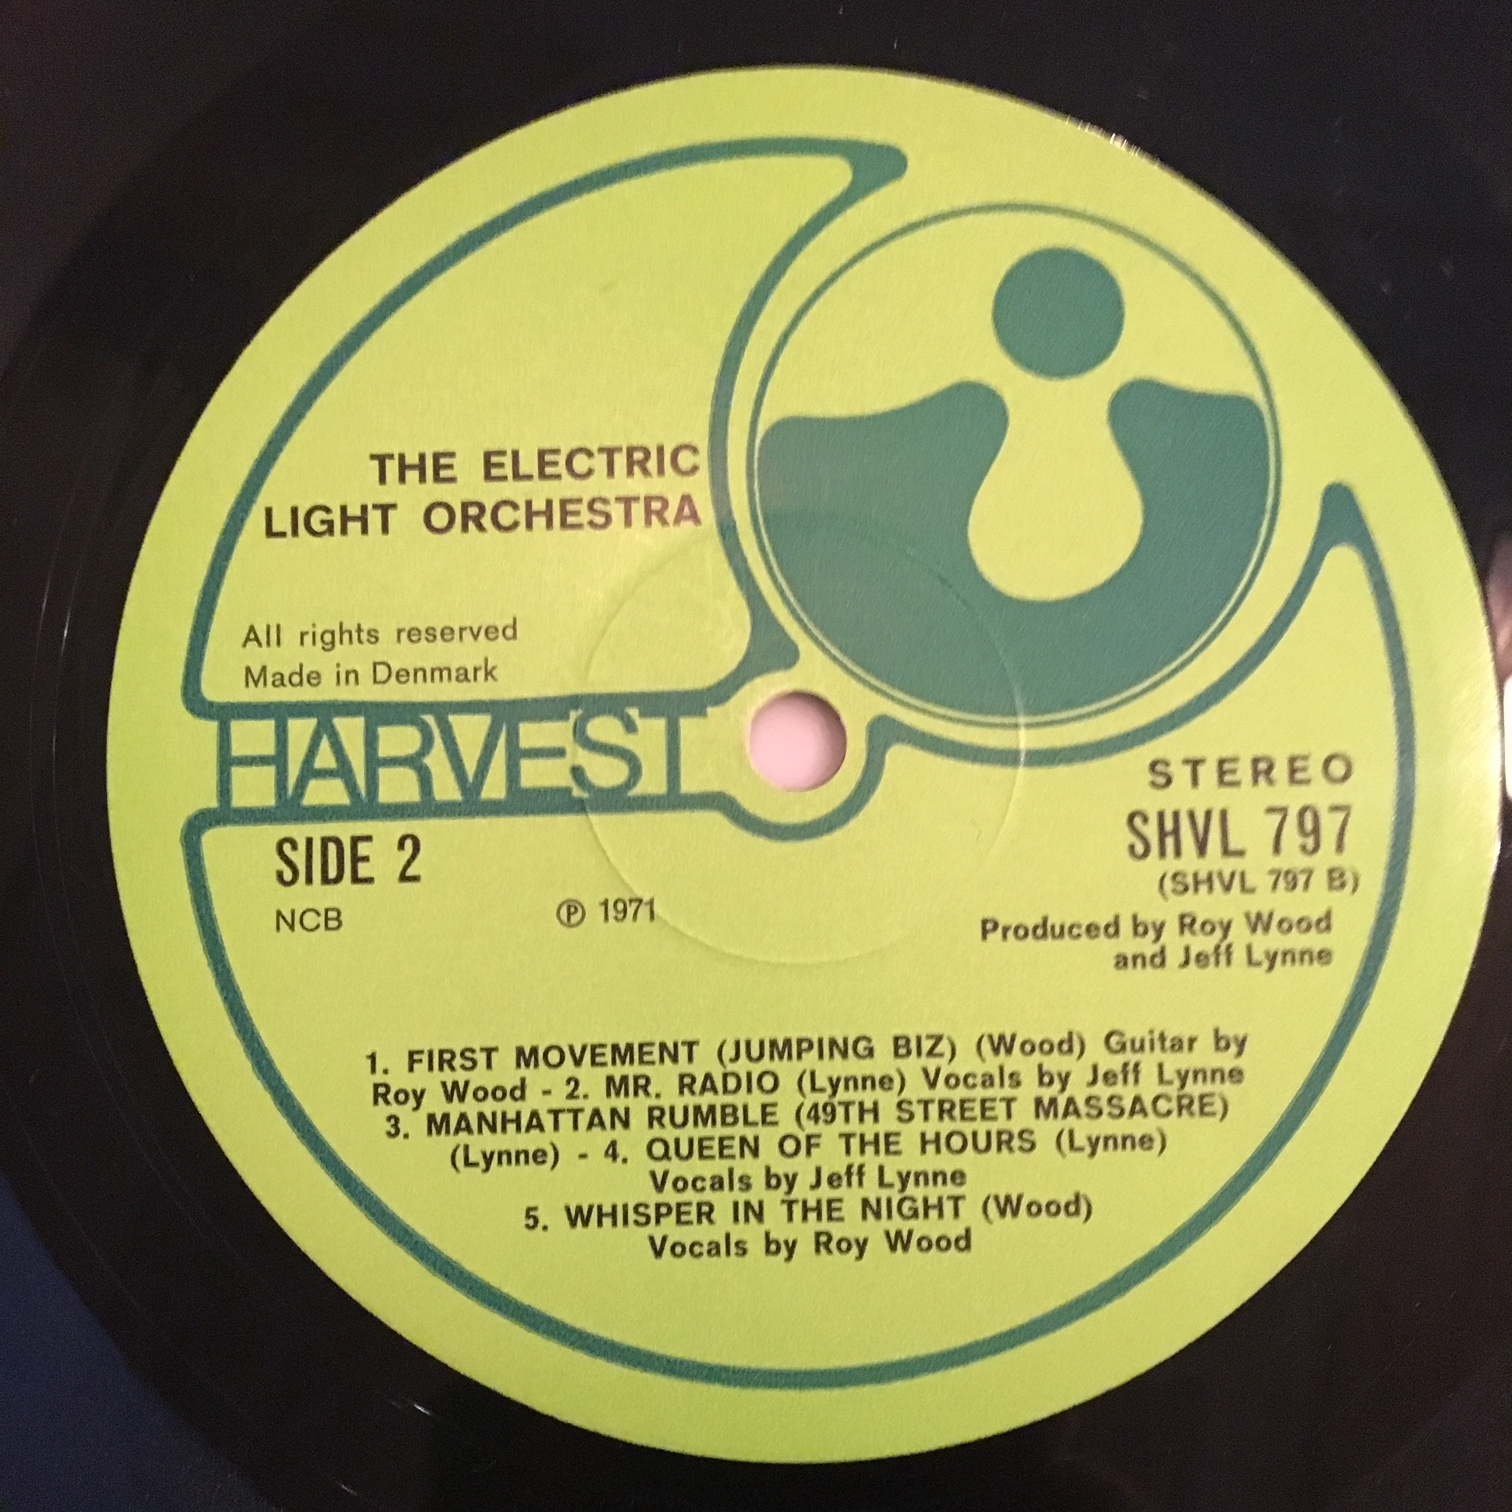 THE ELECTRIC
LIGHT ORCHESTRA
All rights reserved
Made in Denmark
HARVEST
SIDE 2
NCB
℗ 1971
STEREO
SHVL 797
(SHVL 797 B)
Produced by Roy Wood
and Jeff Lynne
1. FIRST MOVEMENT (JUMPING BIZ) (Wood) Guitar by
Roy Wood - 2. MR. RADIO (Lynne) Vocals by Jeff Lynne
3. MANHATTAN RUMBLE (49TH STREET MASSACRE)
(Lynne) - 4. QUEEN OF THE HOURS (Lynne)
Vocals by Jeff Lynne
5. WHISPER IN THE NIGHT (Wood)
Vocals by Roy Wood